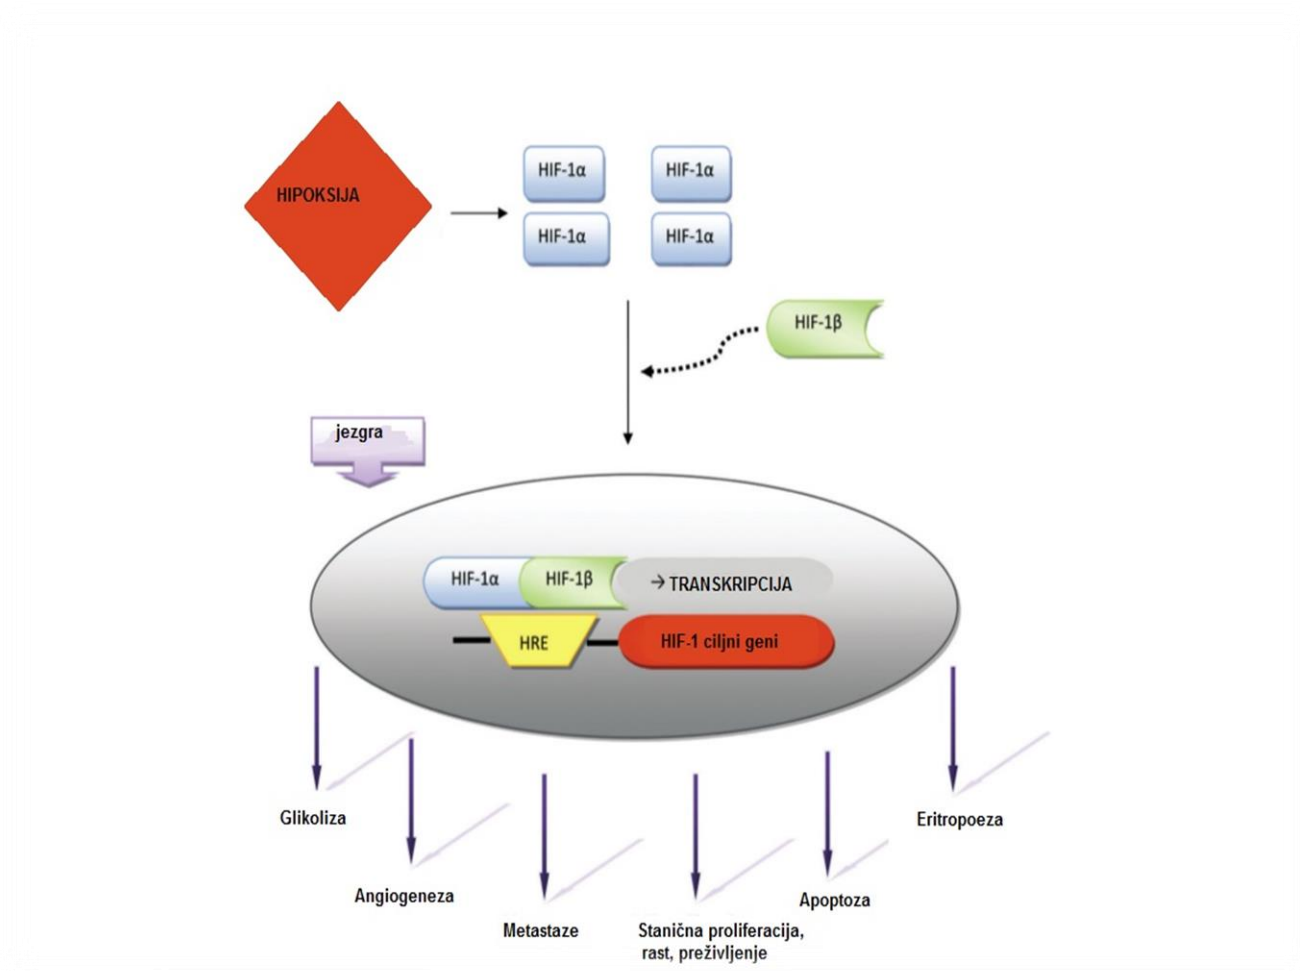 HIPOKSIJA
HIF-1α
HIF-1α
HIF-1α
HIF-1α
HIF-1β
jezgra
HIF-1α
HIF-1β
→ TRANSKRIPCIJA
HRE
HIF-1 ciljni geni
Glikoliza
Eritropoeza
Angiogeneza
Apoptoza
Metastaze
Stanična proliferacija,
rast, preživljenje